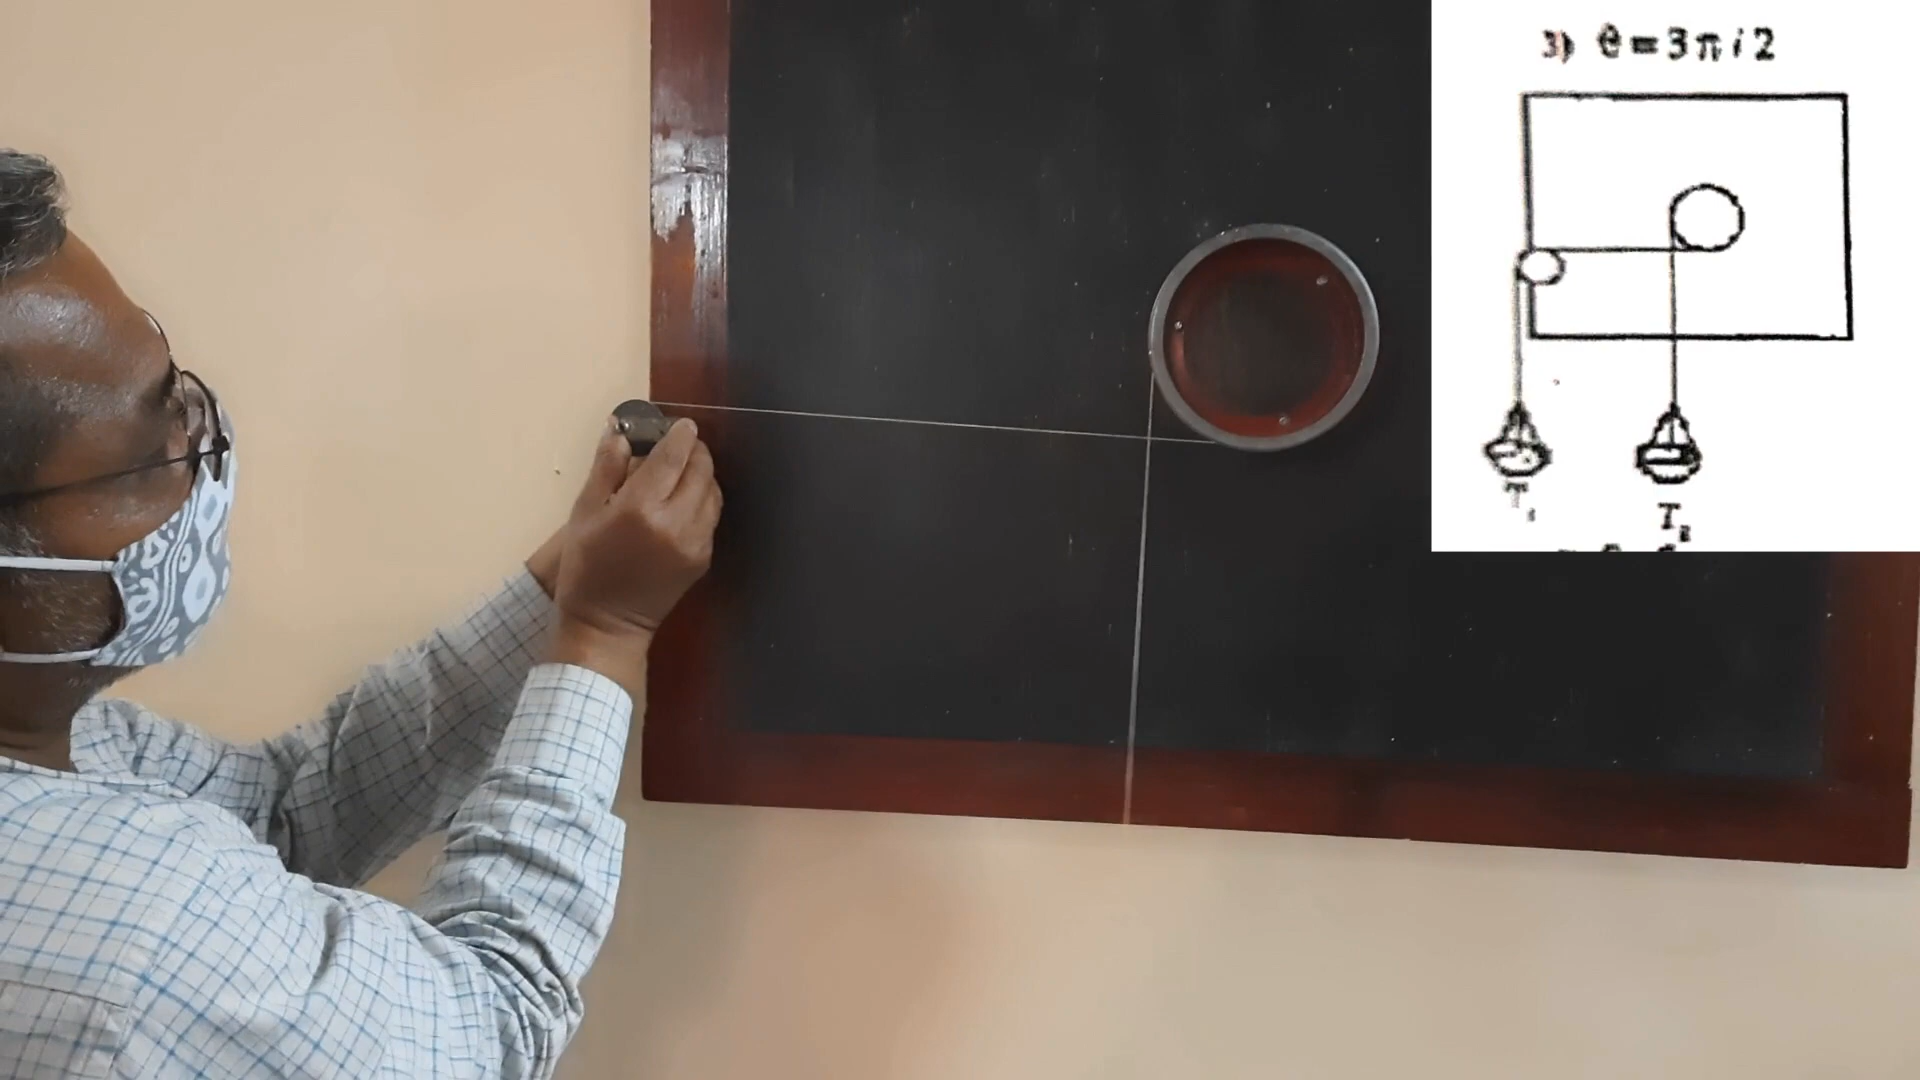 3) θ = 3π/2
T₁
T₂